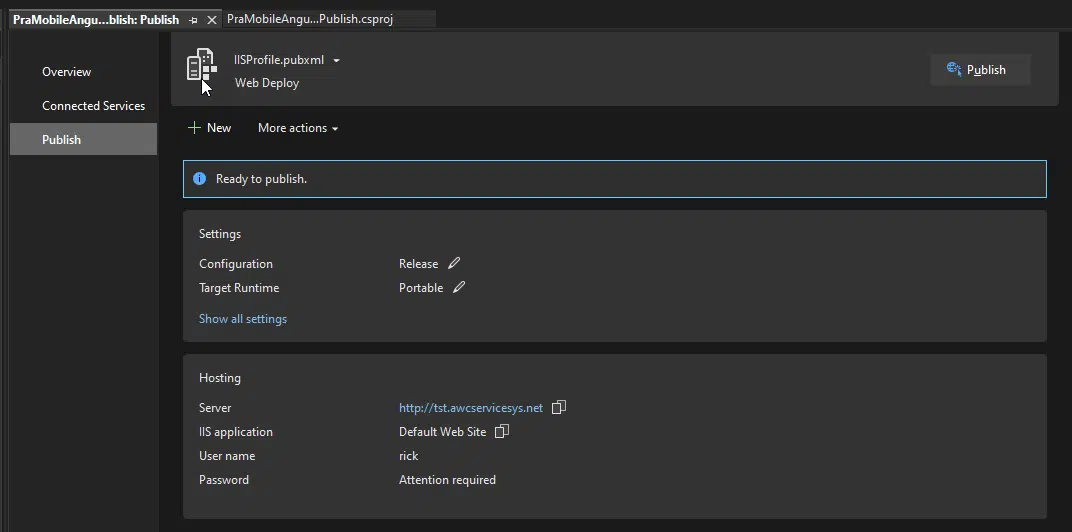 PraMobileAngu...blish: Publish
PraMobileAngu...Publish.csproj
Overview
Connected Services
Publish
IISProfile.pubxml
Web Deploy
Publish
New
More actions
Ready to publish.
Settings
Configuration Release
Target Runtime Portable
Show all settings
Hosting
Server http://tst.awcservicesys.net
IIS application Default Web Site
User name rick
Password Attention required